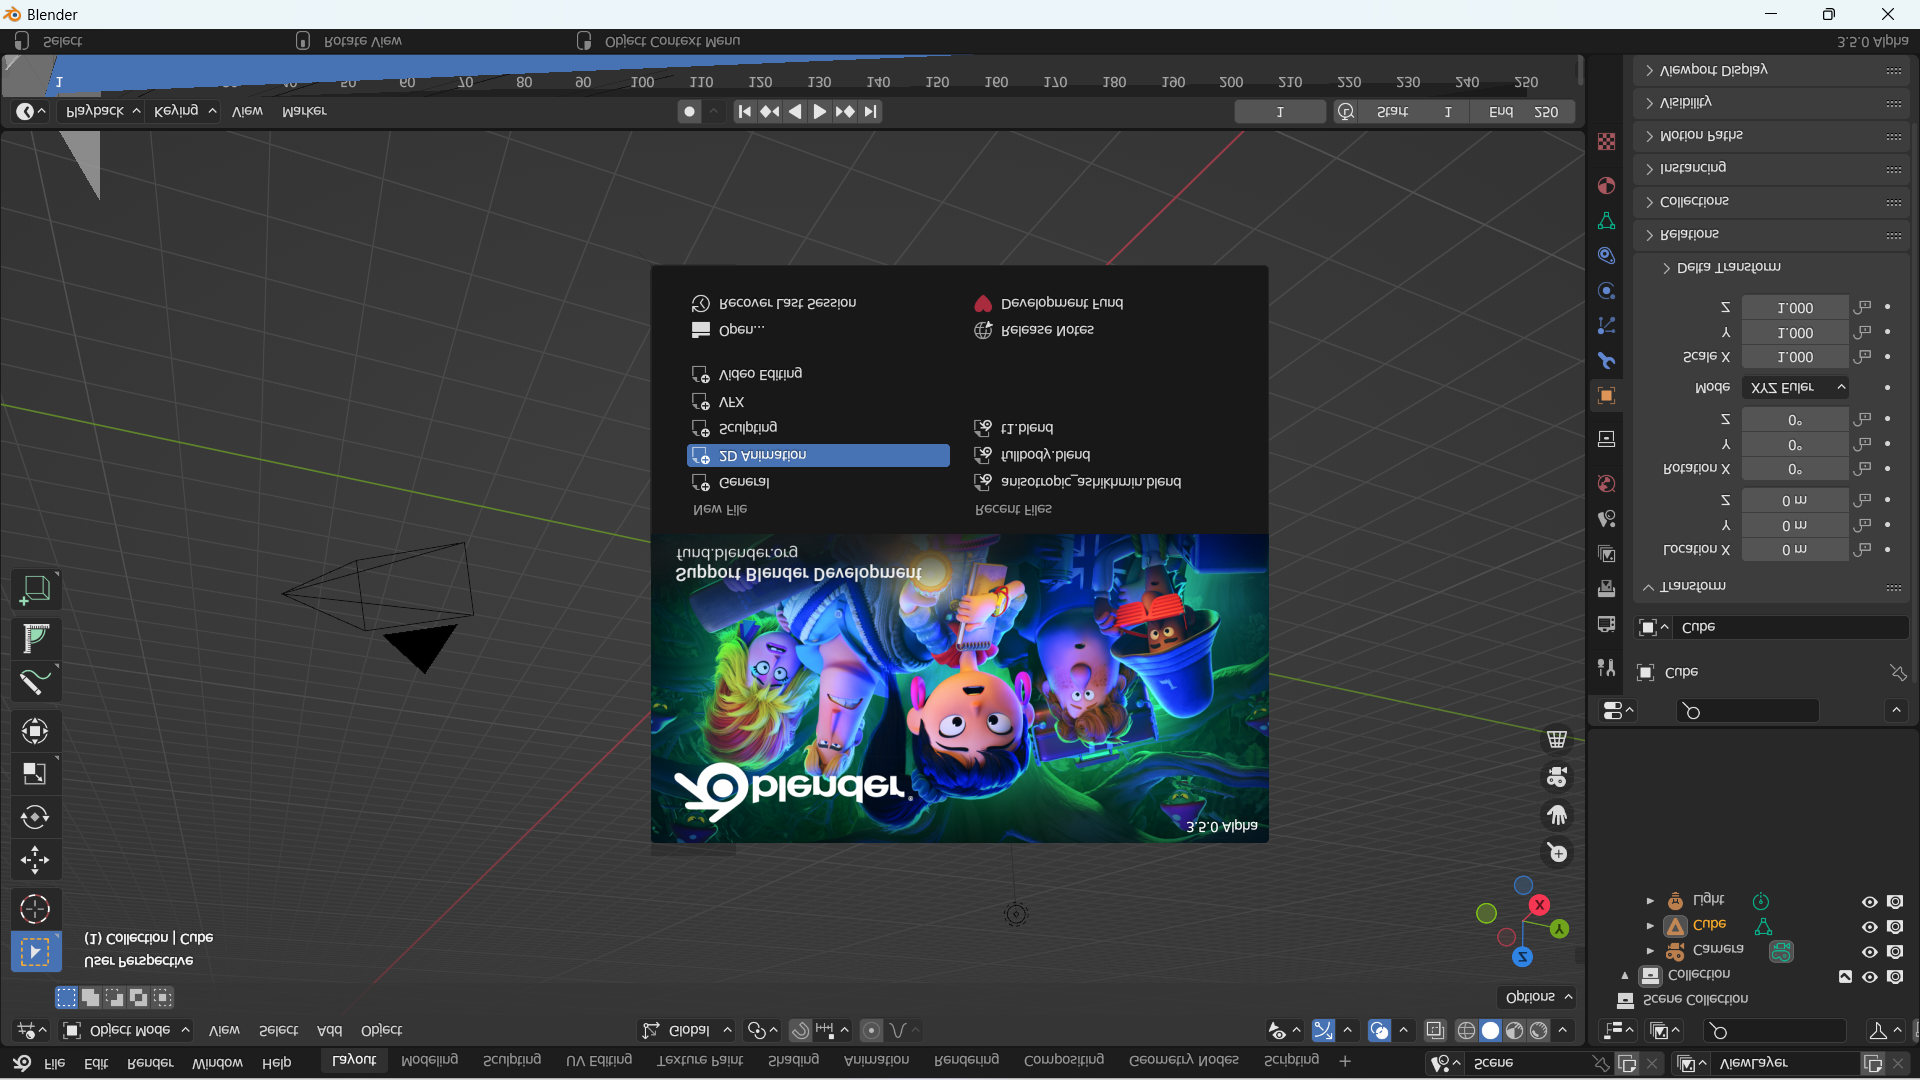 Blender
Select
Rotate View
Object Context Menu
3.5.0 Alpha
1 50 60 70 80 90 100 110 120 130 140 150 160 170 180 190 200 210 220 230 240 250
Playback Keying View Marker
1 Start 1 End 250
Viewport Display
Visibility
Motion Paths
Instancing
Collections
Relations
Delta Transform
Z 1.000
Y 1.000
Scale X 1.000
Mode XYZ Euler
Z 0°
Y 0°
Rotation X 0°
Z 0 m
Y 0 m
Location X 0 m
Transform
Cube
Cube
Recover Last Session
Development Fund
Open...
Release Notes
Video Editing
VFX
Sculpting
t1.blend
2D Animation
fullbody.blend
General
anisotropic_ashikhmin.blend
New File
Recent Files
fund.blender.org
Support Blender Development
blender
3.5.0 Alpha
(1) Collection | Cube
User Perspective
X
Y
Z
Light
Cube
Camera
Collection
Scene Collection
Options
Object Mode View Select Add Object
Global
File Edit Render Window Help
Layout Modeling Sculpting UV Editing Texture Paint Shading Animation Rendering Compositing Geometry Nodes Scripting +
Scene
ViewLayer